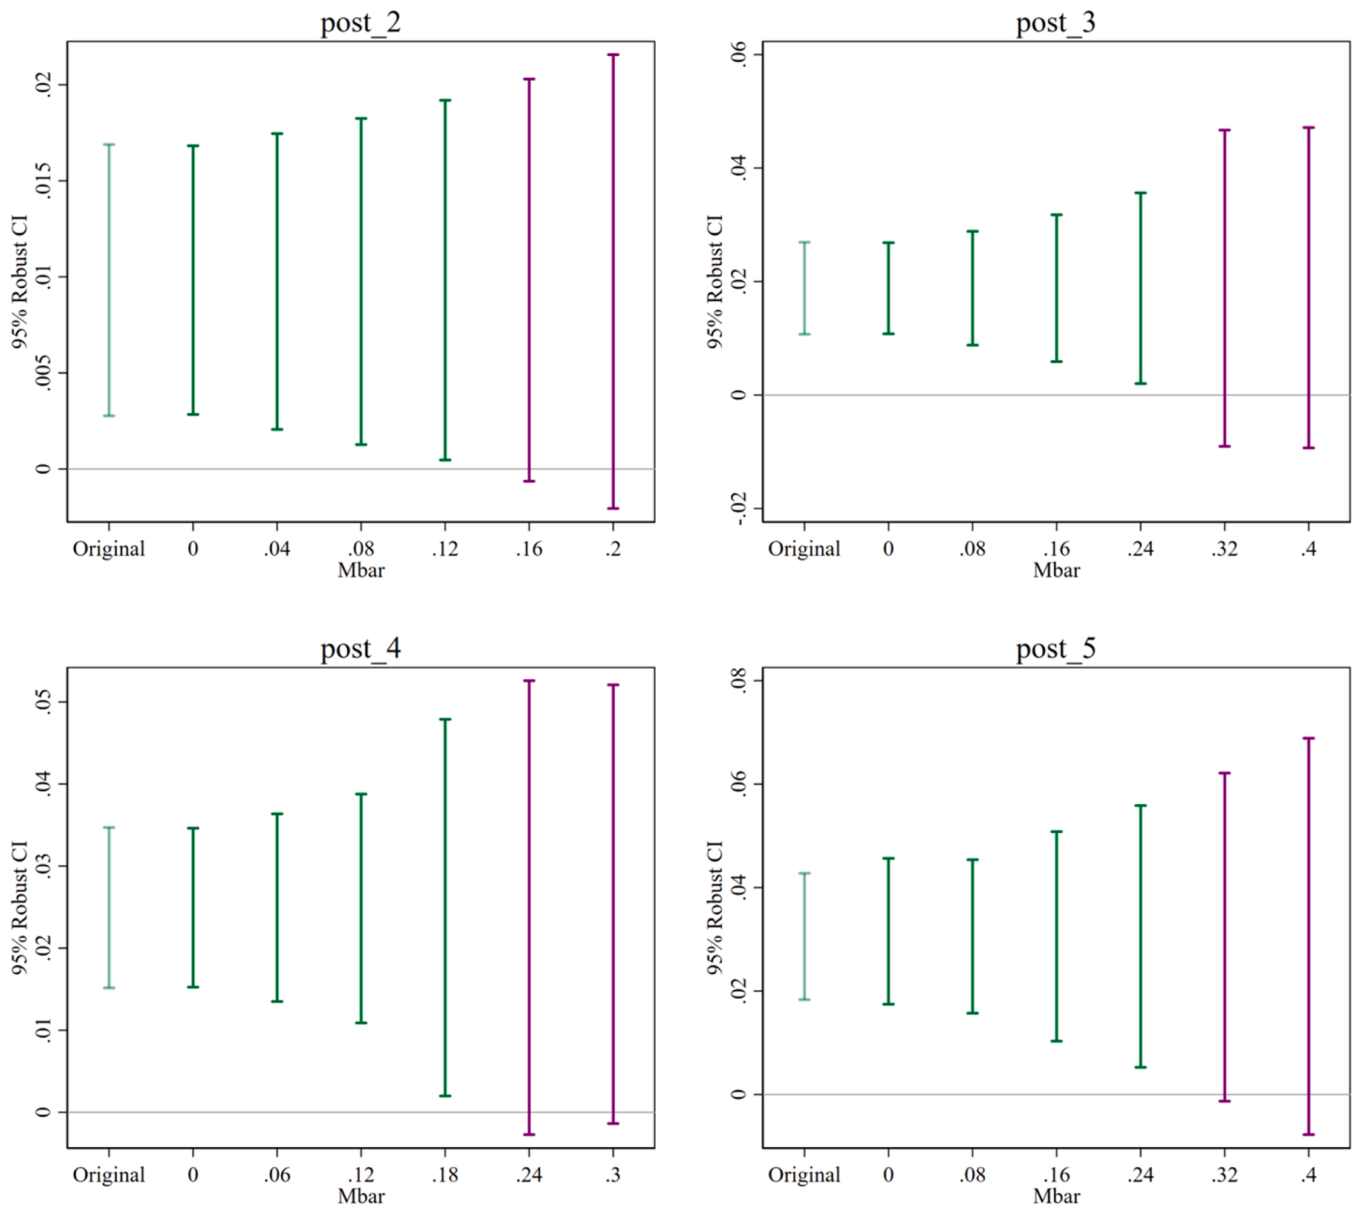 post_2
95% Robust CI
.02
.015
.01
.005
0
Original 0 .04 .08 .12 .16 .2
Mbar
post_3
95% Robust CI
.06
.04
.02
0
-.02
Original 0 .08 .16 .24 .32 .4
Mbar
post_4
95% Robust CI
.05
.04
.03
.02
.01
0
Original 0 .06 .12 .18 .24 .3
Mbar
post_5
95% Robust CI
.08
.06
.04
.02
0
Original 0 .08 .16 .24 .32 .4
Mbar